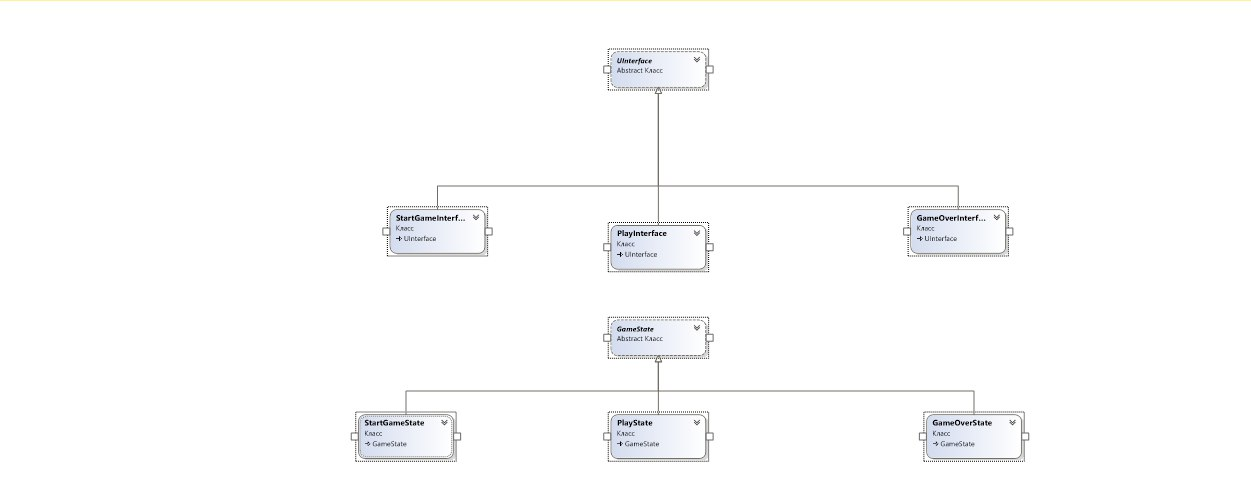 UInterface
Abstract Класс
StartGameInterf...
Класс
UInterface
PlayInterface
Класс
UInterface
GameOverInterf...
Класс
UInterface
GameState
Abstract Класс
StartGameState
Класс
GameState
PlayState
Класс
GameState
GameOverState
Класс
GameState